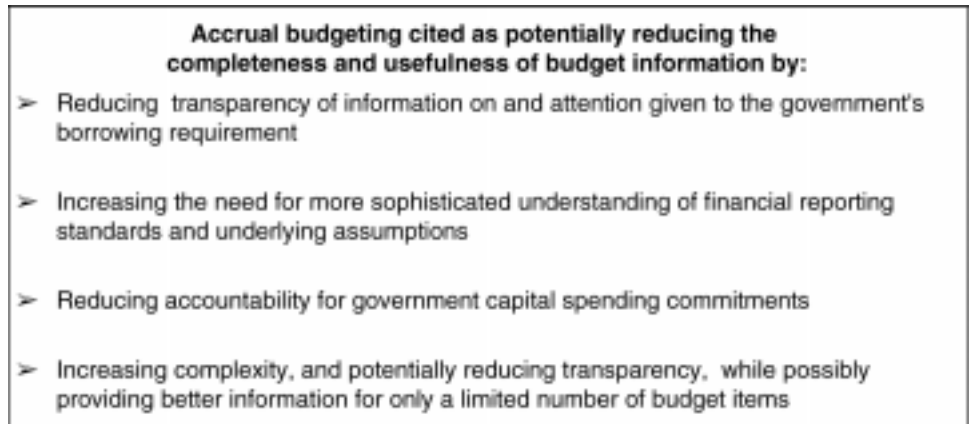 Accrual budgeting cited as potentially reducing the
completeness and usefulness of budget information by:
➢ Reducing transparency of information on and attention given to the government's
borrowing requirement
➢ Increasing the need for more sophisticated understanding of financial reporting
standards and underlying assumptions
➢ Reducing accountability for government capital spending commitments
➢ Increasing complexity, and potentially reducing transparency, while possibly
providing better information for only a limited number of budget items